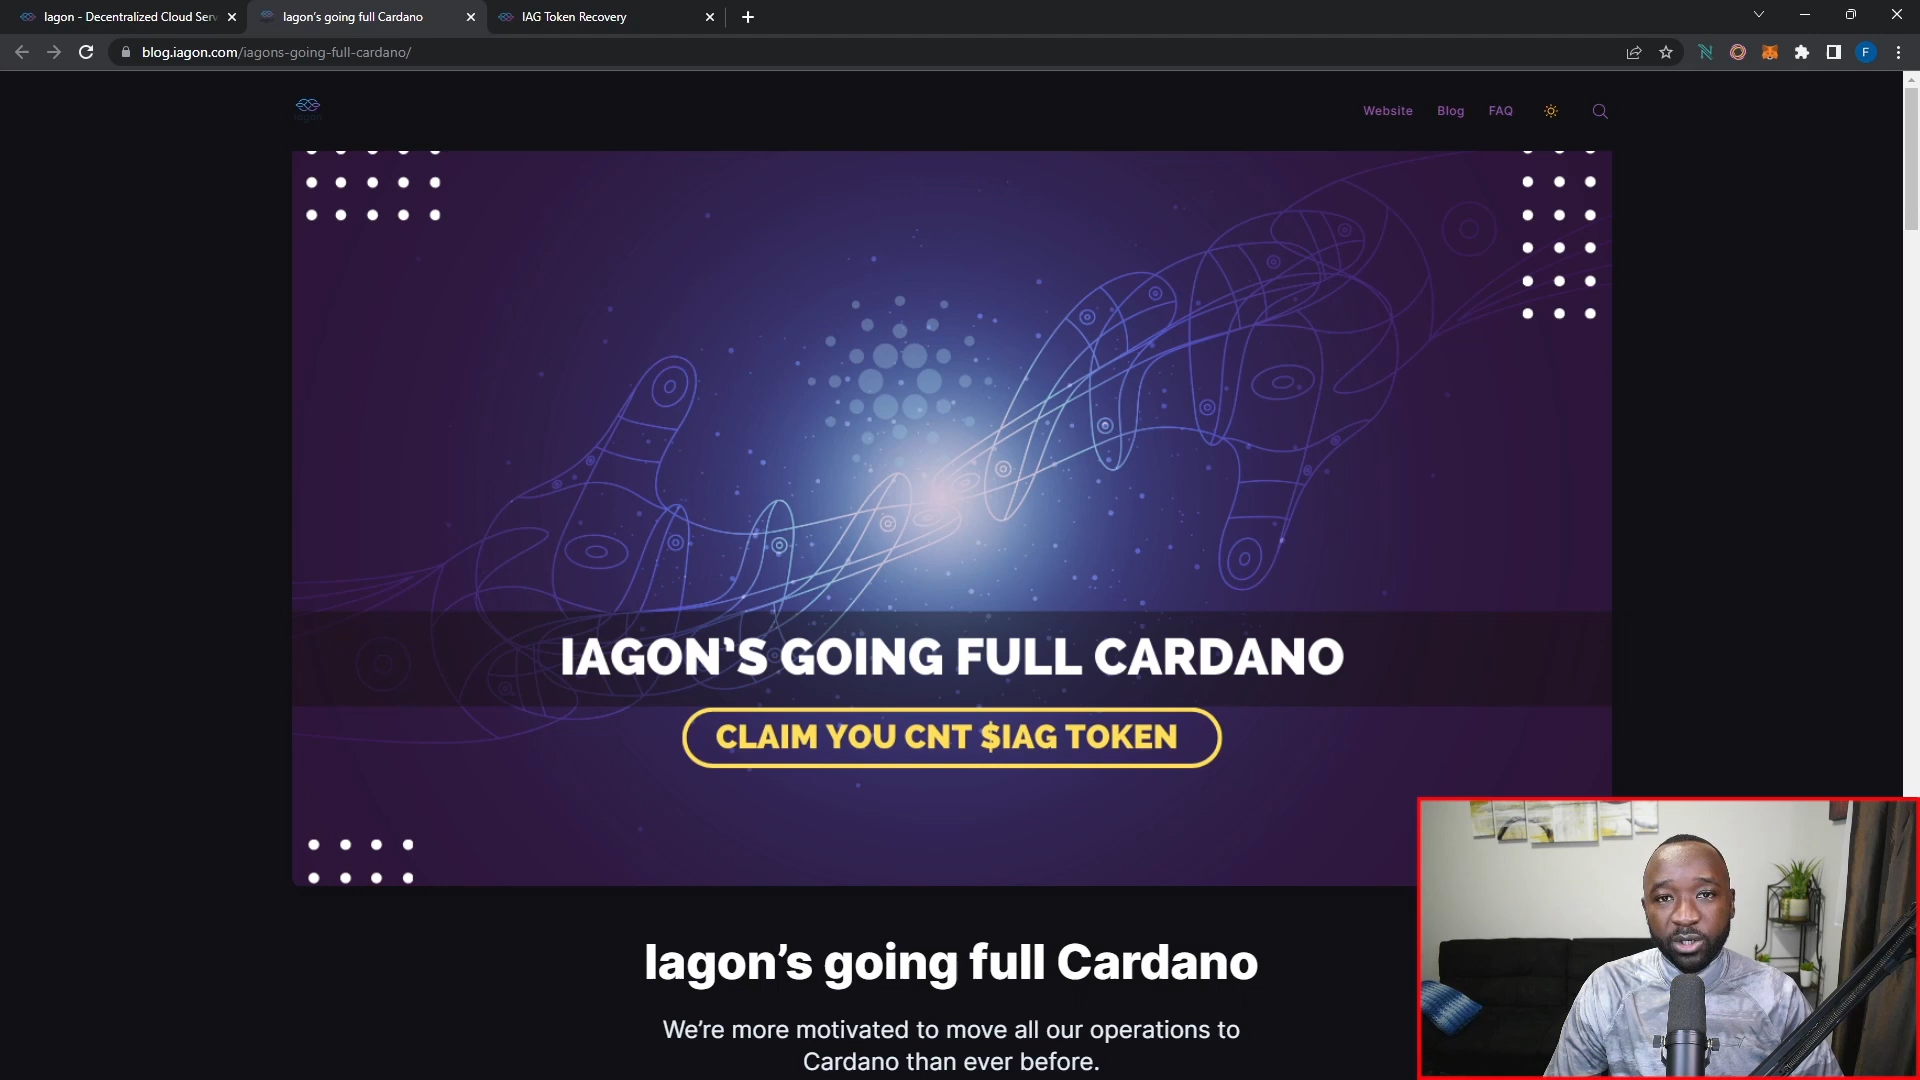 Iagon - Decentralized Cloud Serv
Iagon's going full Cardano
IAG Token Recovery
blog.iagon.com/iagons-going-full-cardano/
F
iagon
Website
Blog
FAQ
IAGON'S GOING FULL CARDANO
CLAIM YOU CNT $IAG TOKEN
Iagon's going full Cardano
We're more motivated to move all our operations to
Cardano than ever before.